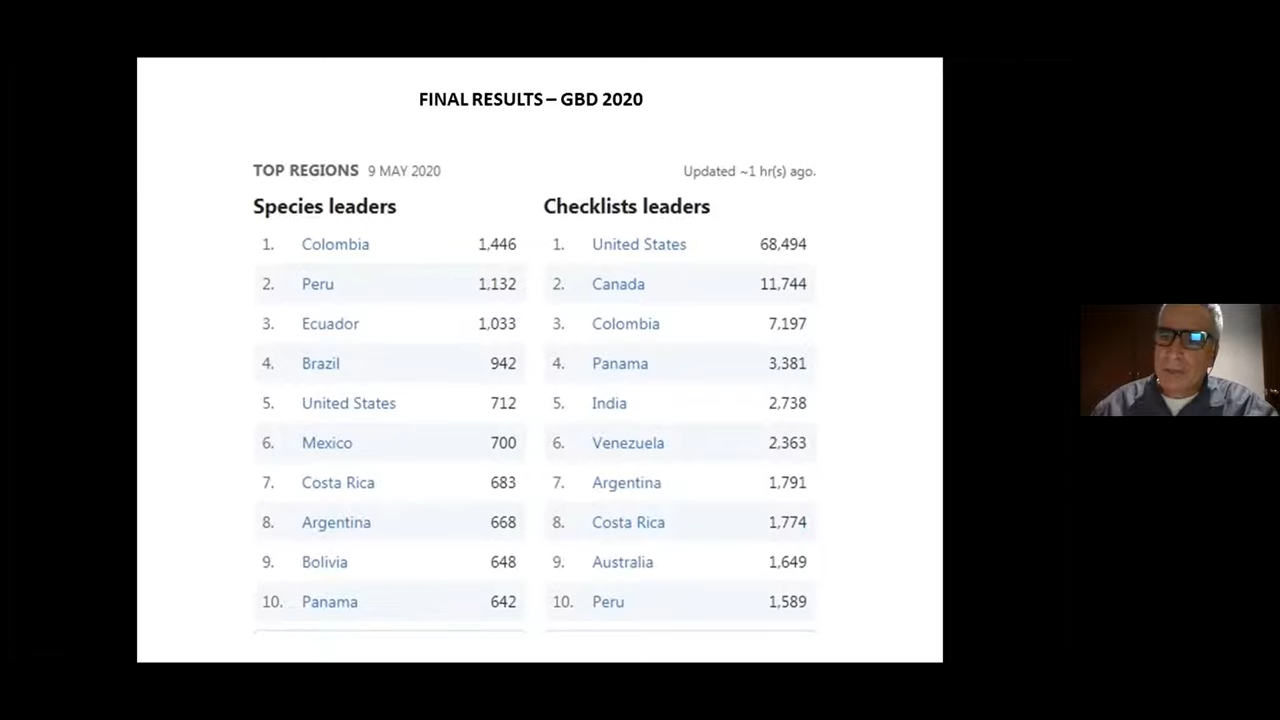 FINAL RESULTS – GBD 2020
TOP REGIONS 9 MAY 2020
Updated ~1 hr(s) ago.
Species leaders
1. Colombia 1,446
2. Peru 1,132
3. Ecuador 1,033
4. Brazil 942
5. United States 712
6. Mexico 700
7. Costa Rica 683
8. Argentina 668
9. Bolivia 648
10. Panama 642
Checklists leaders
1. United States 68,494
2. Canada 11,744
3. Colombia 7,197
4. Panama 3,381
5. India 2,738
6. Venezuela 2,363
7. Argentina 1,791
8. Costa Rica 1,774
9. Australia 1,649
10. Peru 1,589